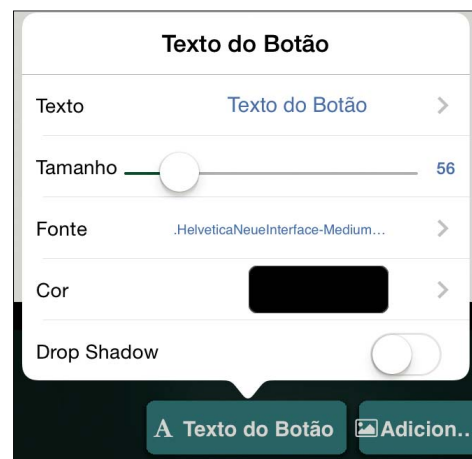 Texto do Botão
Texto Texto do Botão
Tamanho 56
Fonte .HelveticaNeueInterface-Medium...
Cor
Drop Shadow
A Texto do Botão Adicion...